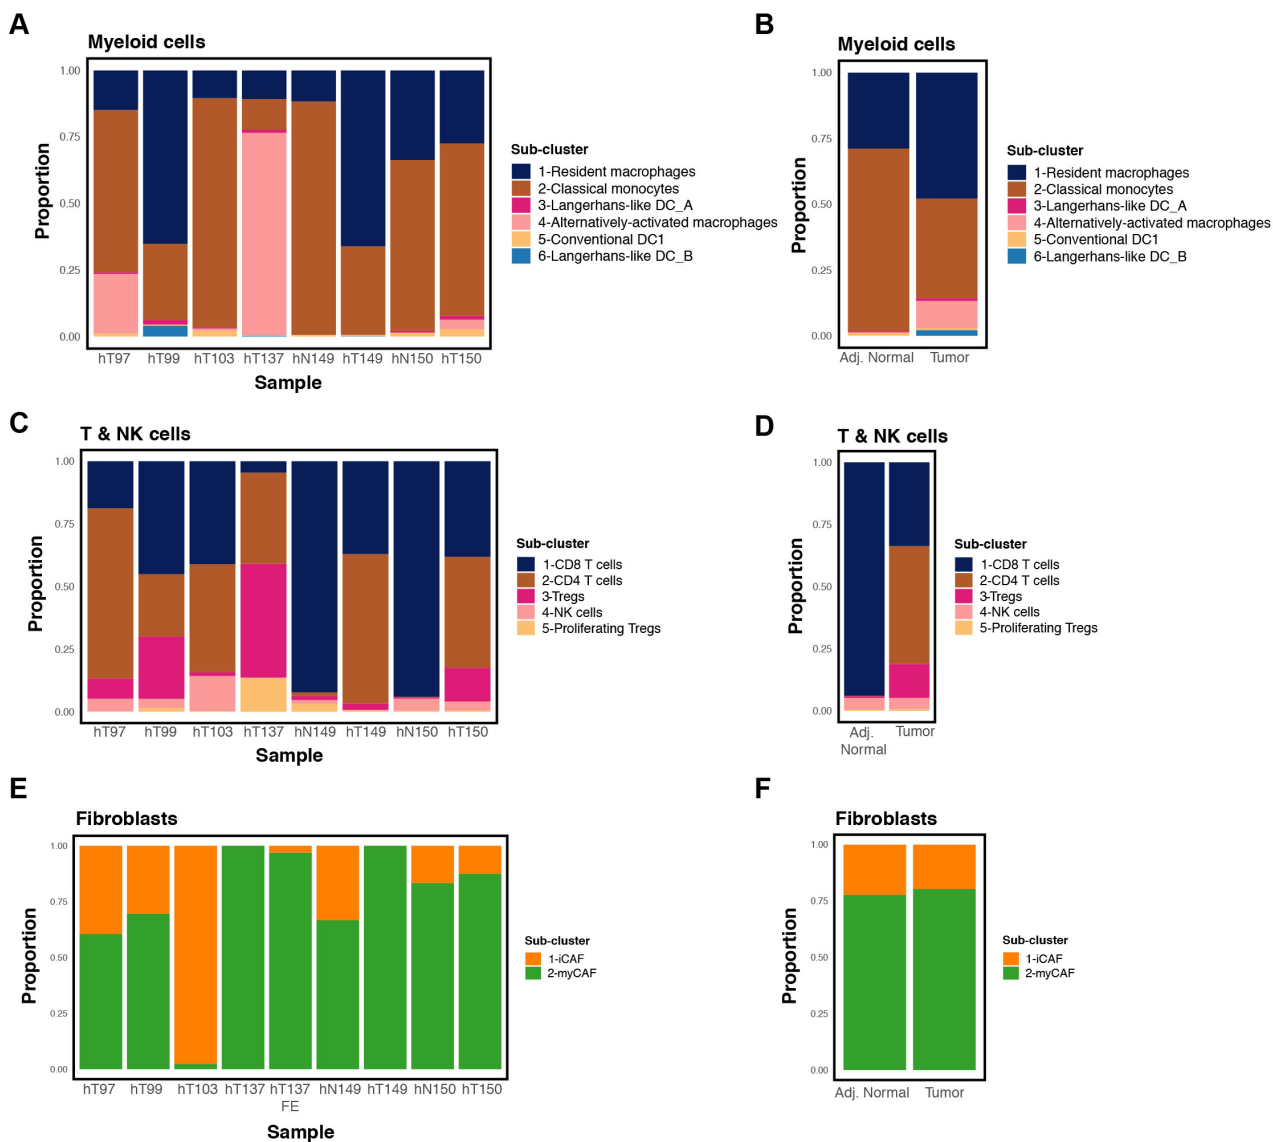 A
Myeloid cells
Proportion
1.00
0.75
0.50
0.25
0.00
hT97 hT99 hT103 hT137 hN149 hT149 hN150 hT150
Sample
Sub-cluster
1-Resident macrophages
2-Classical monocytes
3-Langerhans-like DC_A
4-Alternatively-activated macrophages
5-Conventional DC1
6-Langerhans-like DC_B
B
Myeloid cells
Proportion
1.00
0.75
0.50
0.25
0.00
Adj. Normal Tumor
Sub-cluster
1-Resident macrophages
2-Classical monocytes
3-Langerhans-like DC_A
4-Alternatively-activated macrophages
5-Conventional DC1
6-Langerhans-like DC_B
C
T & NK cells
Proportion
1.00
0.75
0.50
0.25
0.00
hT97 hT99 hT103 hT137 hN149 hT149 hN150 hT150
Sample
Sub-cluster
1-CD8 T cells
2-CD4 T cells
3-Tregs
4-NK cells
5-Proliferating Tregs
D
T & NK cells
Proportion
1.00
0.75
0.50
0.25
0.00
Adj. Tumor
Normal
Sub-cluster
1-CD8 T cells
2-CD4 T cells
3-Tregs
4-NK cells
5-Proliferating Tregs
E
Fibroblasts
Proportion
1.00
0.75
0.50
0.25
0.00
hT97 hT99 hT103 hT137 hT137 hN149 hT149 hN150 hT150
FE
Sample
Sub-cluster
1-iCAF
2-myCAF
F
Fibroblasts
Proportion
1.00
0.75
0.50
0.25
0.00
Adj. Normal Tumor
Sub-cluster
1-iCAF
2-myCAF